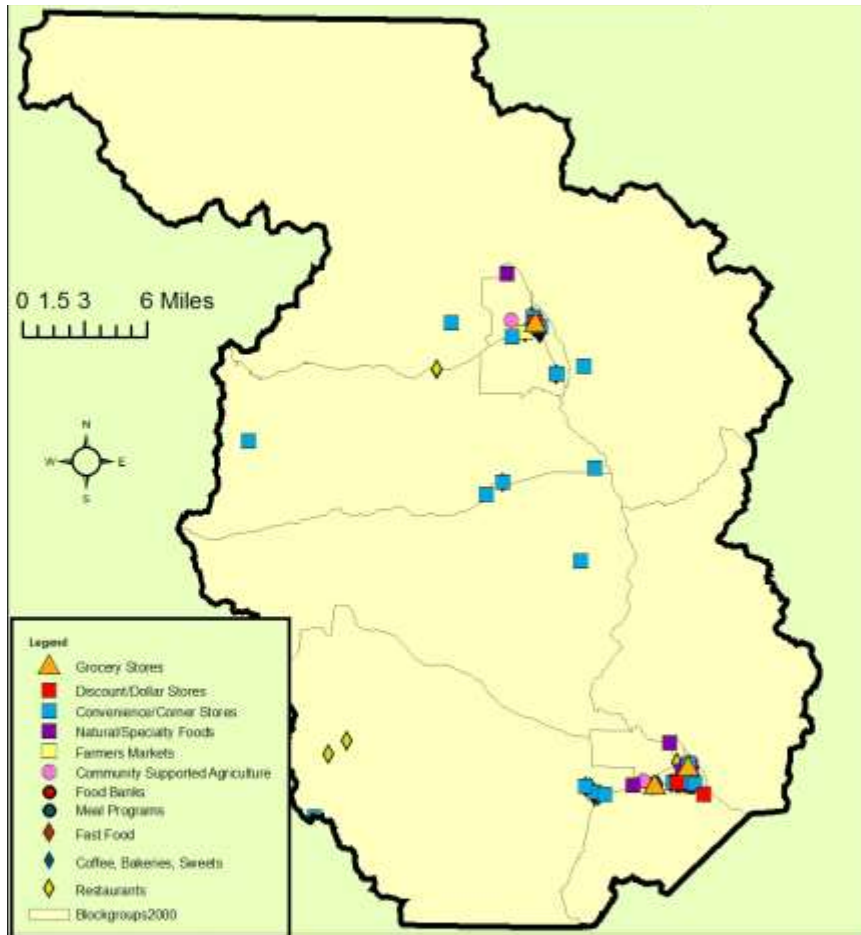 0 1.5 3 6 Miles
N
W E
S
Legend
Grocery Stores
Discount/Dollar Stores
Convenience/Corner Stores
Natural/Specialty Foods
Farmers Markets
Community Supported Agriculture
Food Banks
Meal Programs
Fast Food
Coffee, Bakeries, Sweets
Restaurants
Blockgroups2000